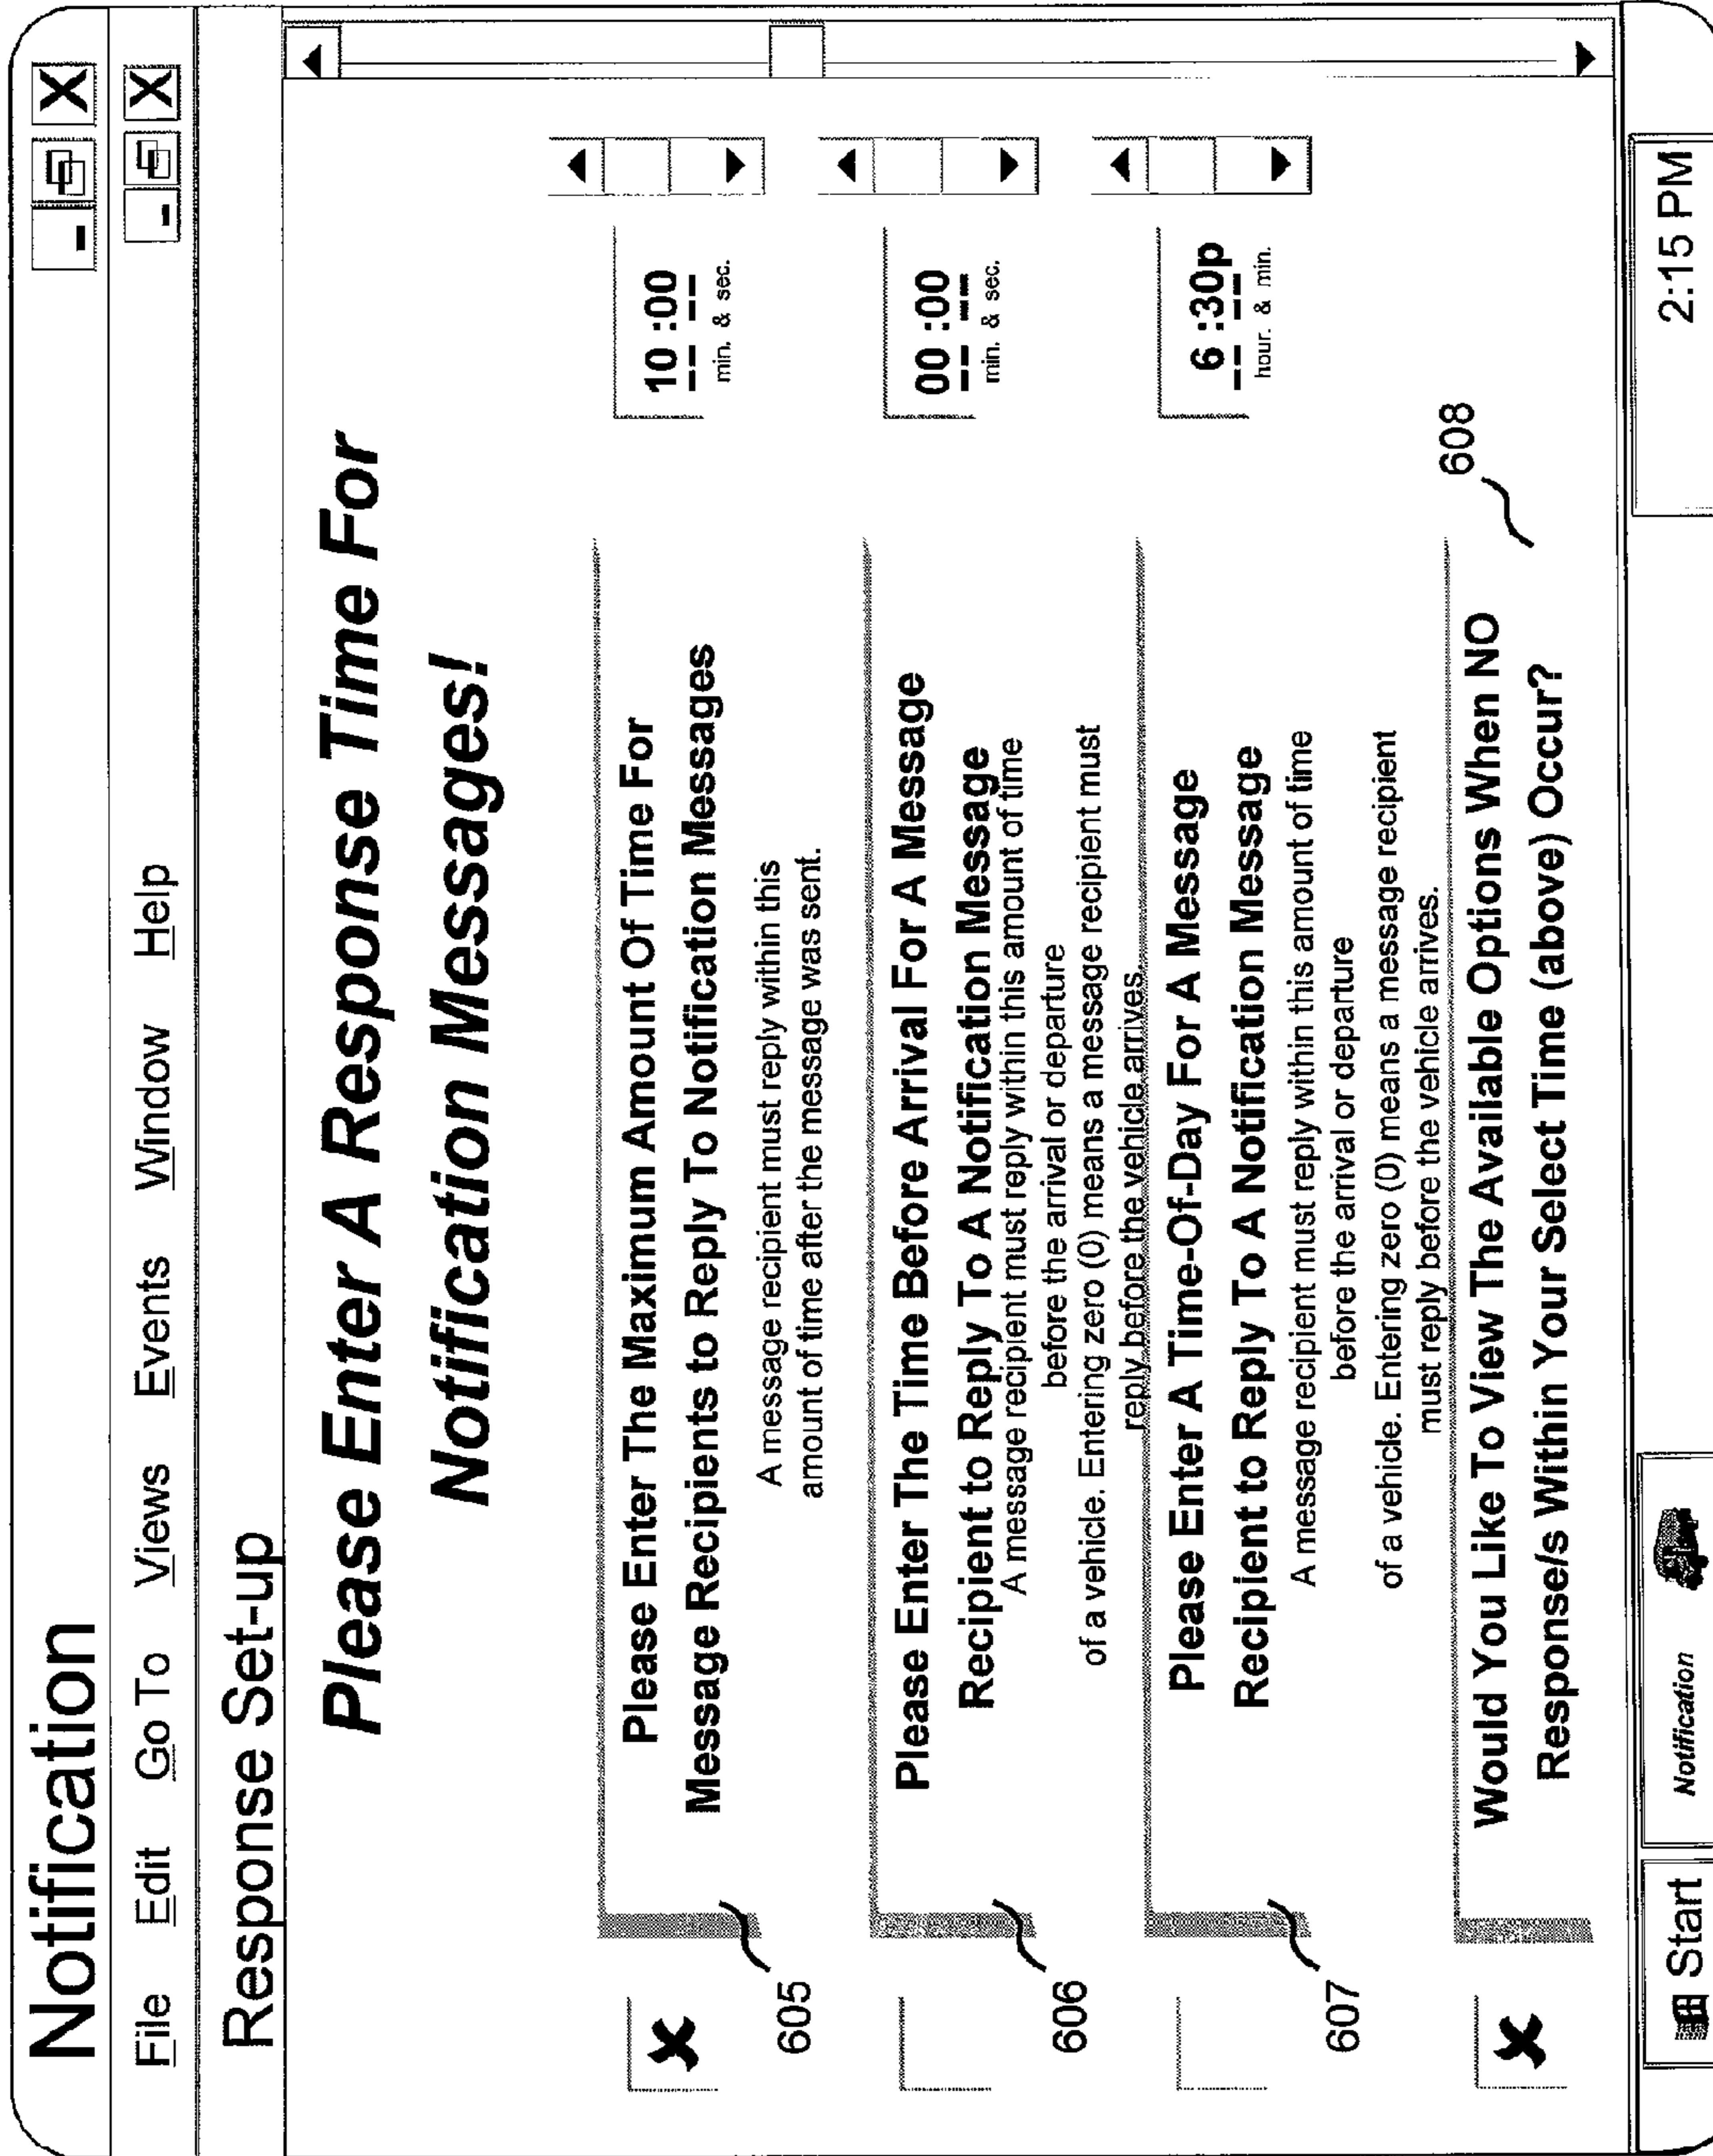 Notification
File Edit Go To Views Events Window Help
Response Set-up
Please Enter A Response Time For
Notification Messages!
Please Enter The Maximum Amount Of Time For
Message Recipients to Reply To Notification Messages
A message recipient must reply within this
amount of time after the message was sent.
10 :00
min. & sec.
605
Please Enter The Time Before Arrival For A Message
Recipient to Reply To A Notification Message
A message recipient must reply within this amount of time
before the arrival or departure
of a vehicle. Entering zero (0) means a message recipient must
reply before the vehicle arrives.
00 :00
min. & sec.
606
Please Enter A Time-Of-Day For A Message
Recipient to Reply To A Notification Message
A message recipient must reply within this amount of time
before the arrival or departure
of a vehicle. Entering zero (0) means a message recipient
must reply before the vehicle arrives.
6 :30p
hour. & min.
607
Would You Like To View The Available Options When NO
Response/s Within Your Select Time (above) Occur?
608
Start Notification 2:15 PM